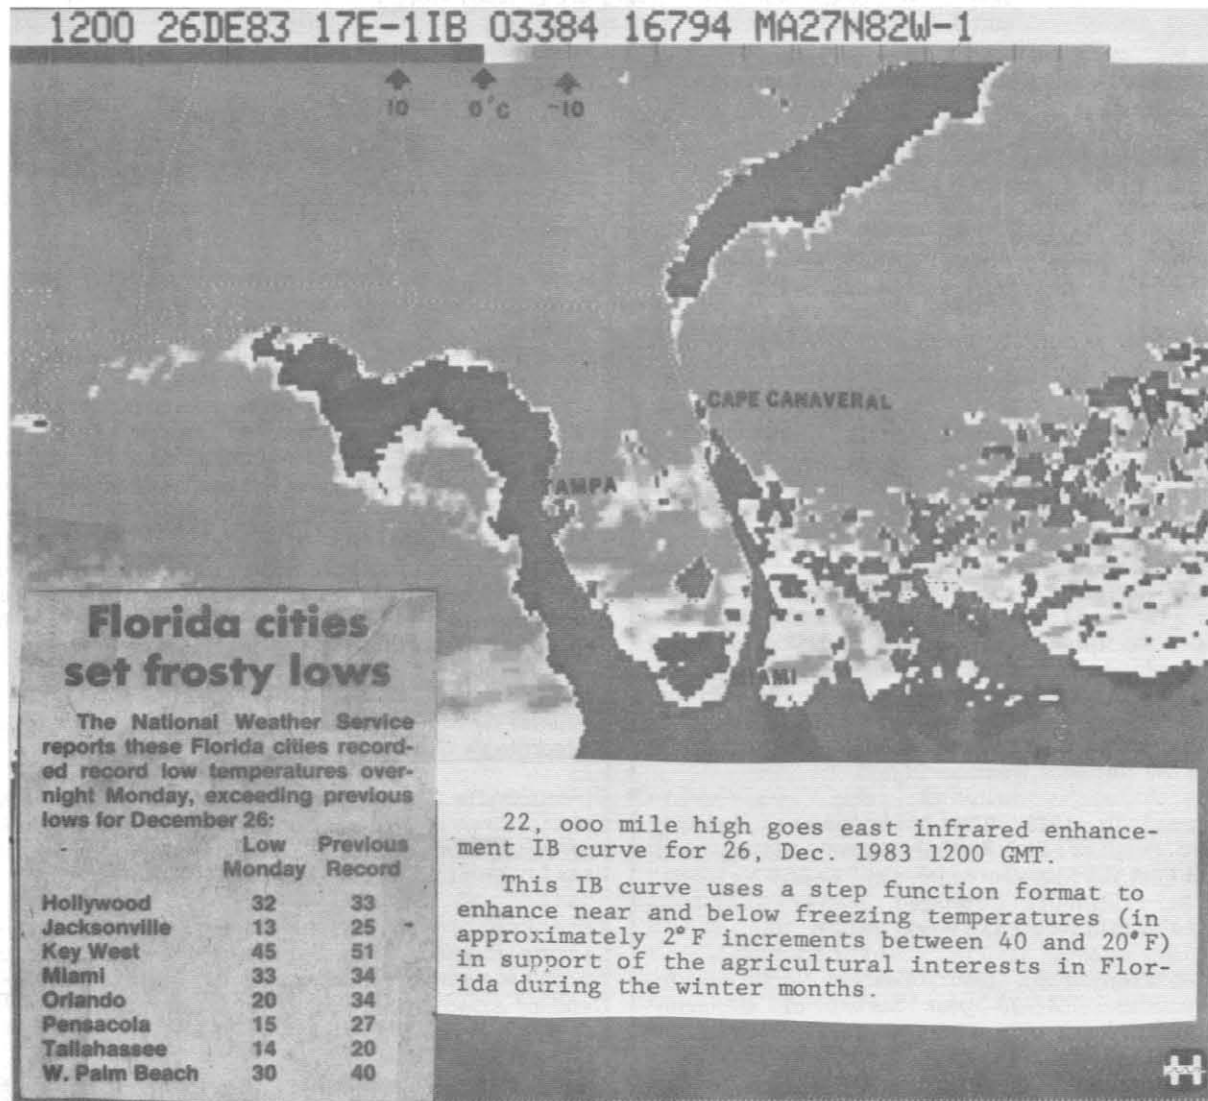 1200 26DE83 17E-1IB 03384 16794 MA27N82W-1
10 0°C -10
CAPE CANAVERAL
TAMPA
MIAMI
Florida cities
set frosty lows
The National Weather Service
reports these Florida cities record-
ed record low temperatures over-
night Monday, exceeding previous
lows for December 26:
Low Previous
Monday Record
Hollywood 32 33
Jacksonville 13 25
Key West 45 51
Miami 33 34
Orlando 20 34
Pensacola 15 27
Tallahassee 14 20
W. Palm Beach 30 40
22, ooo mile high goes east infrared enhance-
ment IB curve for 26, Dec. 1983 1200 GMT.
This IB curve uses a step function format to
enhance near and below freezing temperatures (in
approximately 2°F increments between 40 and 20°F)
in support of the agricultural interests in Flor-
ida during the winter months.